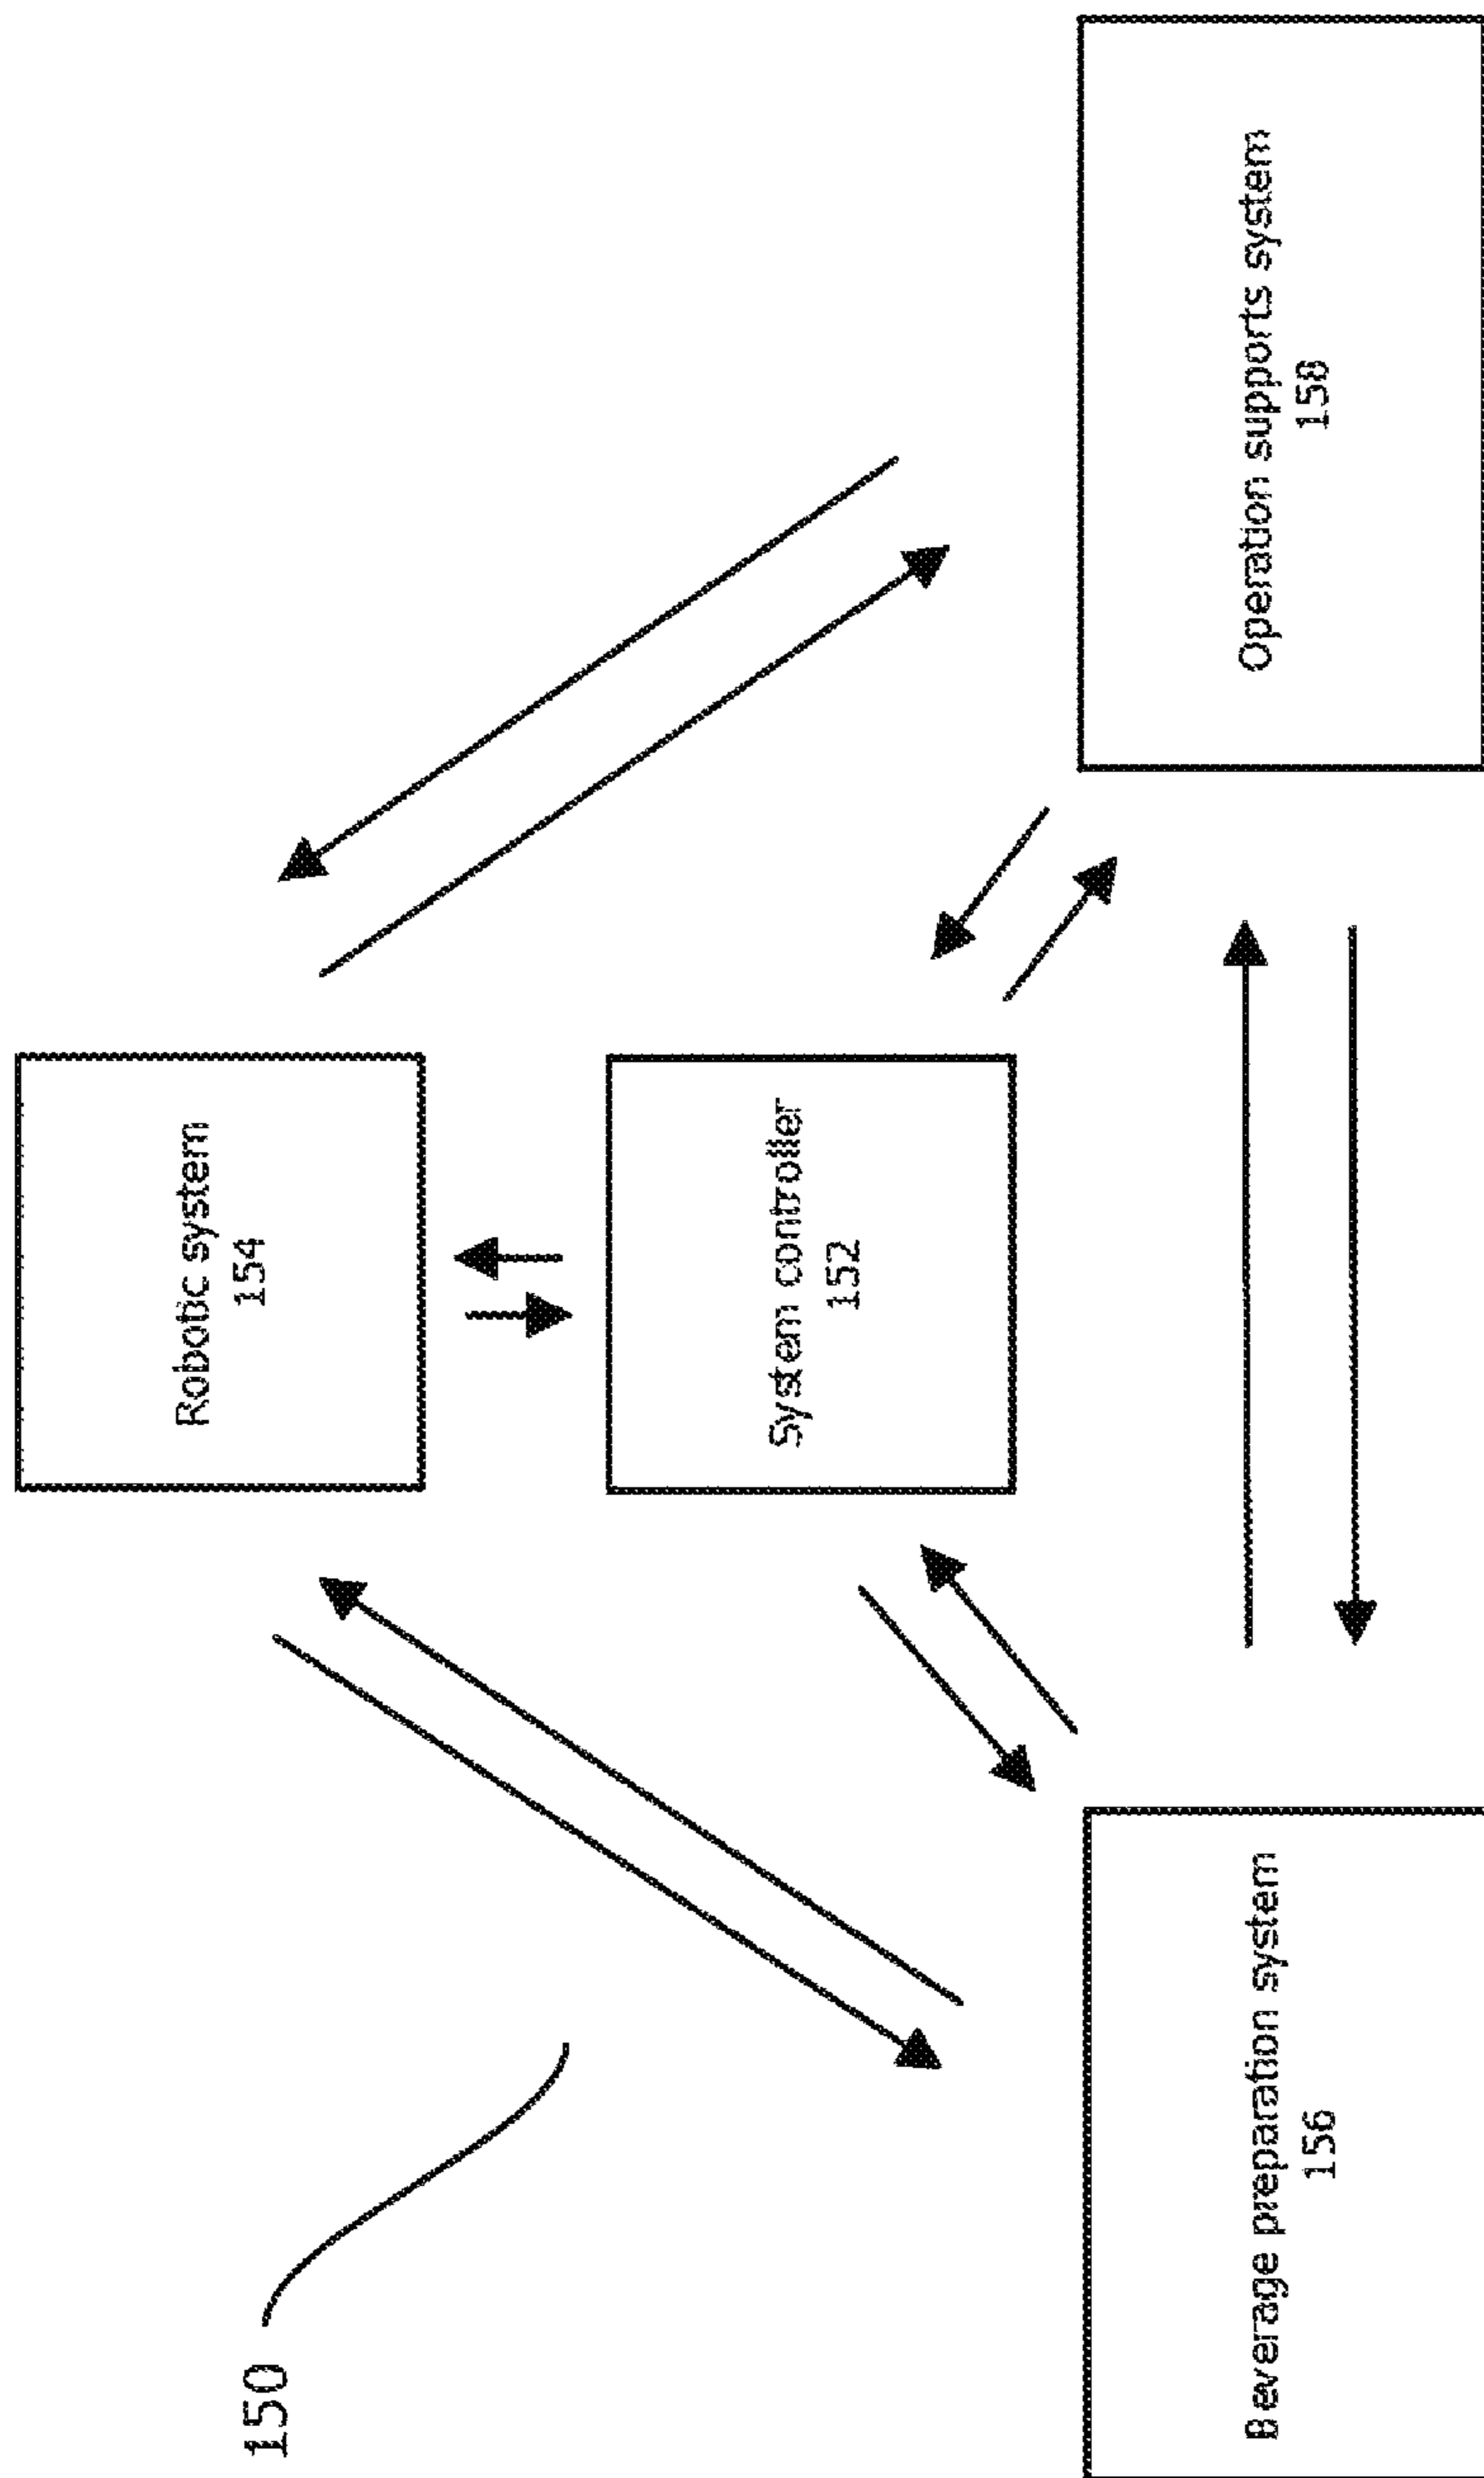 150
Robotic system
154
System controller
152
Beverage preparation system
156
Operation supports system
158